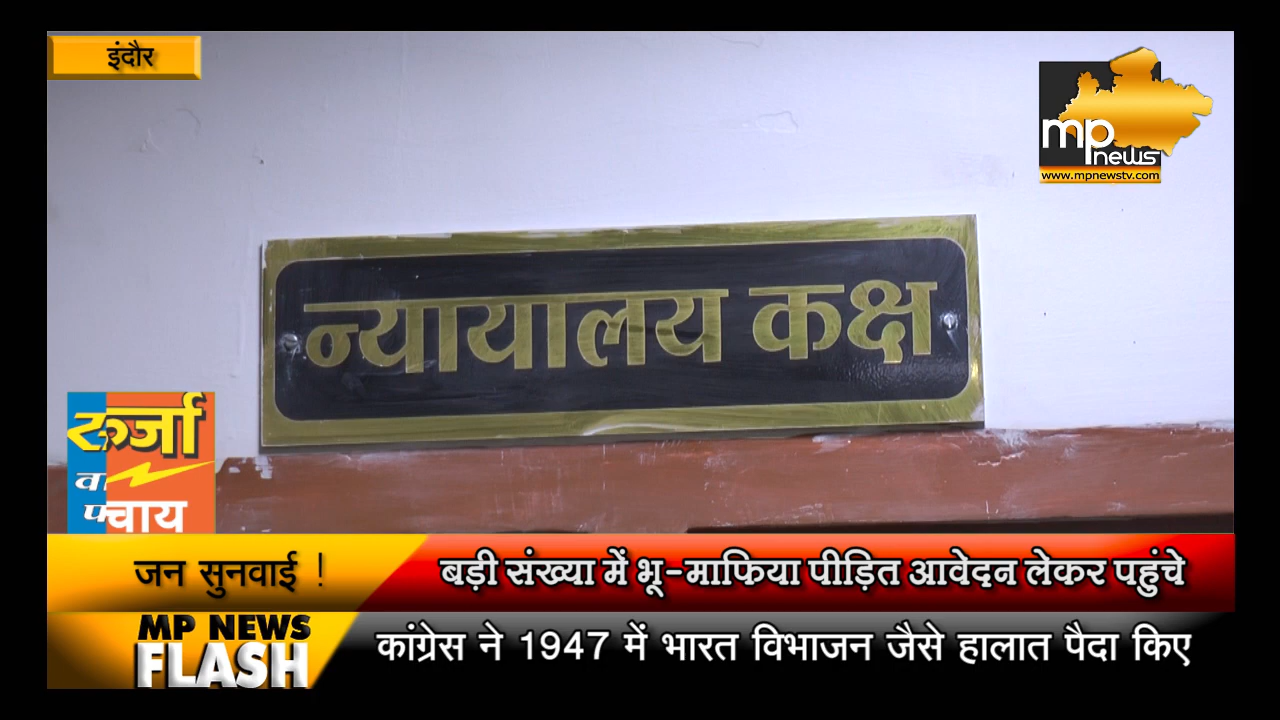 इंदौर
mp
news
www.mpnewstv.com
न्यायालय कक्ष
चाय
जन सुनवाई !
बड़ी संख्या में भू-माफिया पीड़ित आवेदन लेकर पहुंचे
MP NEWS
FLASH
कांग्रेस ने 1947 में भारत विभाजन जैसे हालात पैदा किए